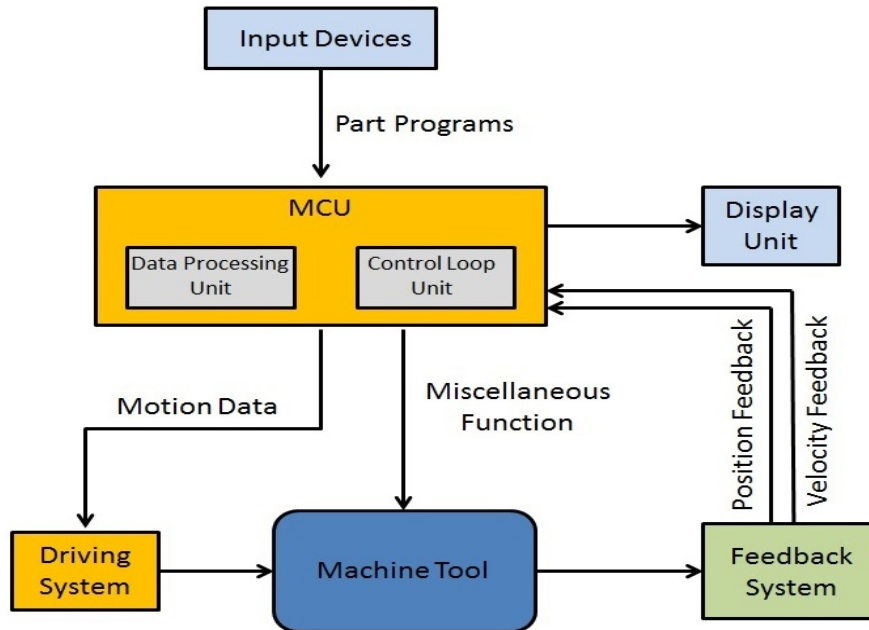 Input Devices
Part Programs
MCU
Data Processing
Unit
Control Loop
Unit
Display
Unit
Motion Data
Miscellaneous
Function
Position Feedback
Velocity Feedback
Driving
System
Machine Tool
Feedback
System